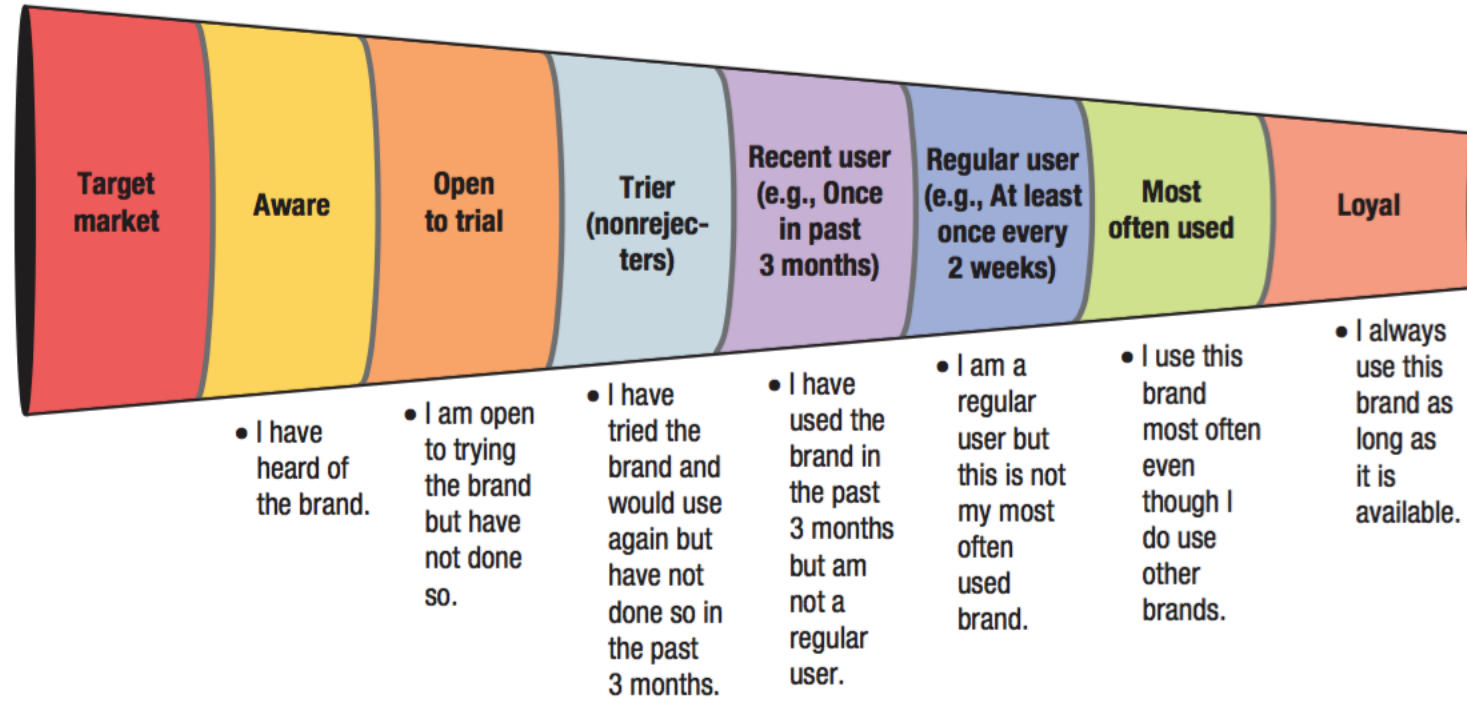 Target
market
Aware
Open
to trial
Trier
(nonrejec-
ters)
Recent user
(e.g., Once
in past
3 months)
Regular user
(e.g., At least
once every
2 weeks)
Most
often used
Loyal
• I have
heard of
the brand.
• I am open
to trying
the brand
but have
not done
so.
• I have
tried the
brand and
would use
again but
have not
done so in
the past
3 months.
• I have
used the
brand in
the past
3 months
but am
not a
regular
user.
• I am a
regular
user but
this is not
my most
often
used
brand.
• I use this
brand
most often
even
though I
do use
other
brands.
• I always
use this
brand as
long as
it is
available.